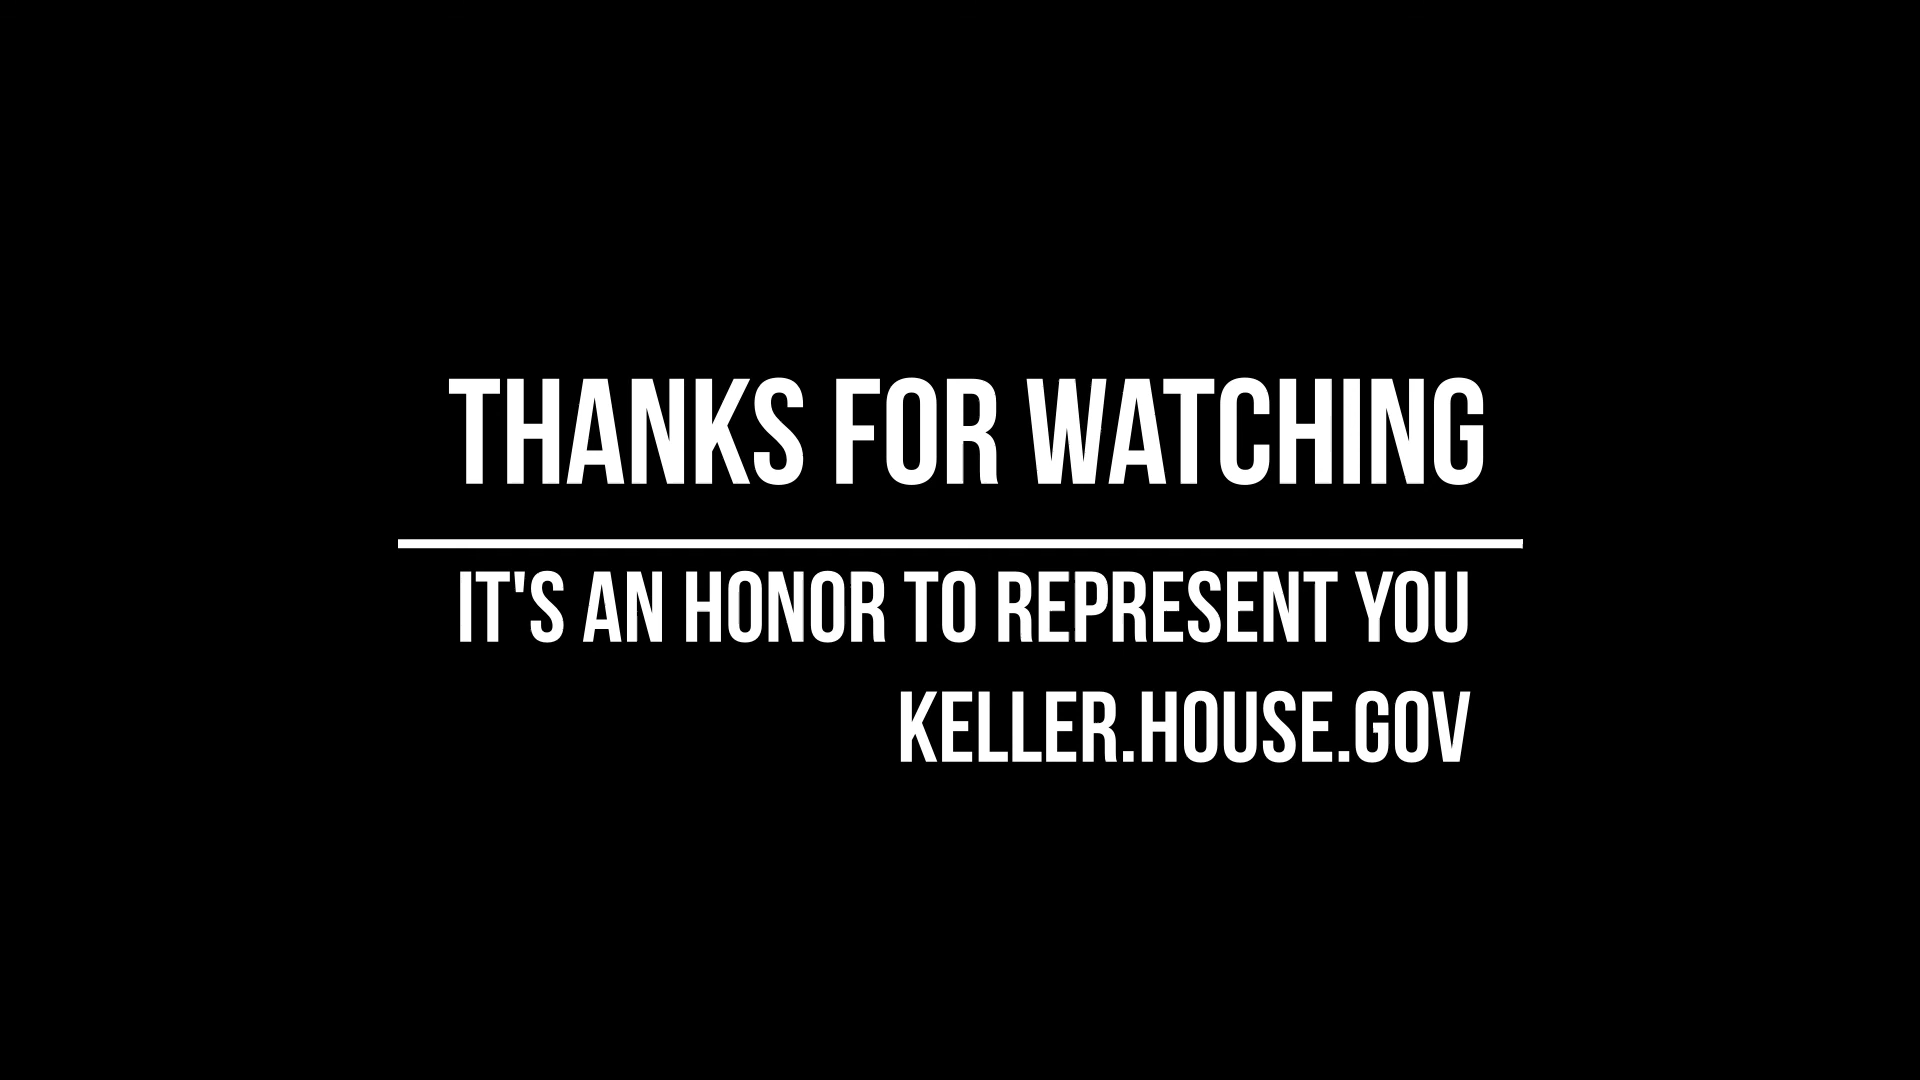 THANKS FOR WATCHING
IT'S AN HONOR TO REPRESENT YOU
KELLER.HOUSE.GOV